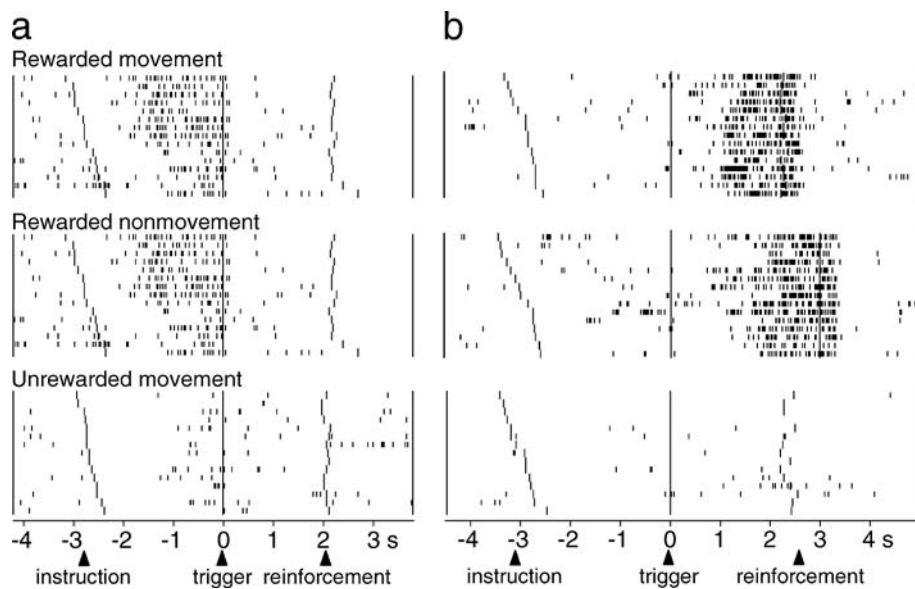 a
b
Rewarded movement
Rewarded nonmovement
Unrewarded movement
-4 -3 -2 -1 0 1 2 3 s
-4 -3 -2 -1 0 1 2 3 4 s
instruction trigger reinforcement
instruction trigger reinforcement